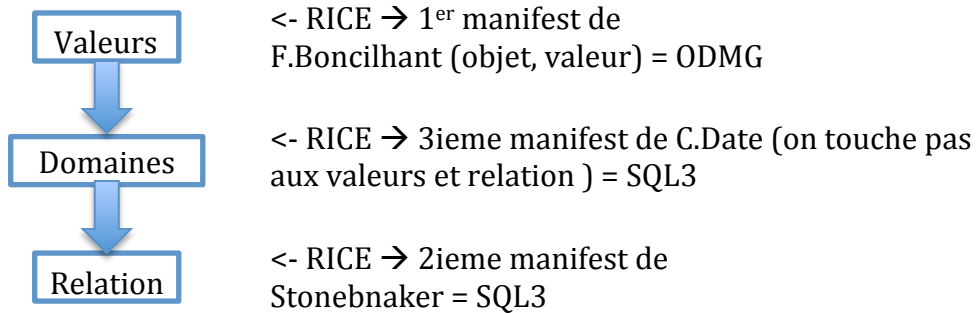 Valeurs
<- RICE → 1er manifest de
F.Boncilhant (objet, valeur) = ODMG
Domaines
<- RICE → 3ieme manifest de C.Date (on touche pas
aux valeurs et relation ) = SQL3
Relation
<- RICE → 2ieme manifest de
Stonebnaker = SQL3